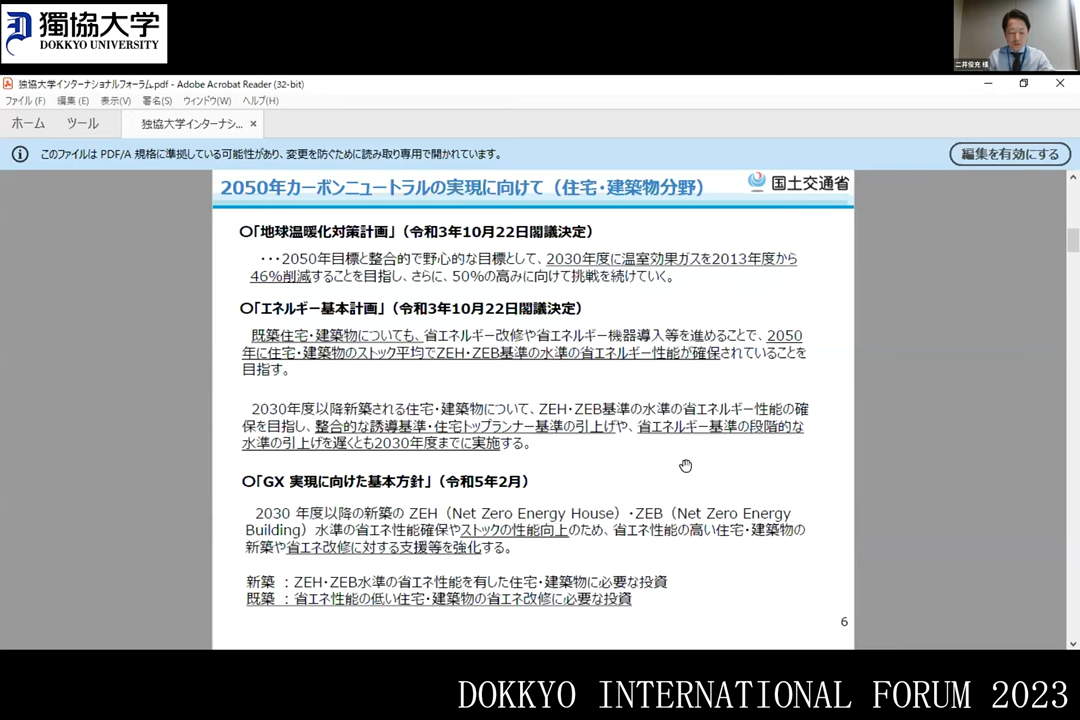 獨協大学
DOKKYO UNIVERSITY
二井俊充 様
独協大学インターナショナルフォーラム.pdf - Adobe Acrobat Reader (32-bit)
ファイル(F) 編集(E) 表示(V) 署名(S) ウィンドウ(W) ヘルプ(H)
ホーム ツール 独協大学インターナシ... ×
このファイルは PDF/A 規格に準拠している可能性があり、変更を防ぐために読み取り専用で開かれています。
編集を有効にする
2050年カーボンニュートラルの実現に向けて（住宅・建築物分野）
国土交通省
〇「地球温暖化対策計画」（令和3年10月22日閣議決定）
・・・2050年目標と整合的で野心的な目標として、2030年度に温室効果ガスを2013年度から
46%削減することを目指し、さらに、50%の高みに向けて挑戦を続けていく。
〇「エネルギー基本計画」（令和3年10月22日閣議決定）
既築住宅・建築物についても、省エネルギー改修や省エネルギー機器導入等を進めることで、2050
年に住宅・建築物のストック平均でZEH・ZEB基準の水準の省エネルギー性能が確保されていることを
目指す。
2030年度以降新築される住宅・建築物について、ZEH・ZEB基準の水準の省エネルギー性能の確
保を目指し、整合的な誘導基準・住宅トップランナー基準の引上げや、省エネルギー基準の段階的な
水準の引上げを遅くとも2030年度までに実施する。
〇「GX 実現に向けた基本方針」（令和5年2月）
2030 年度以降の新築の ZEH（Net Zero Energy House）・ZEB（Net Zero Energy
Building）水準の省エネ性能確保やストックの性能向上のため、省エネ性能の高い住宅・建築物の
新築や省エネ改修に対する支援等を強化する。
新築 ：ZEH・ZEB水準の省エネ性能を有した住宅・建築物に必要な投資
既築 ：省エネ性能の低い住宅・建築物の省エネ改修に必要な投資
6
DOKKYO INTERNATIONAL FORUM 2023